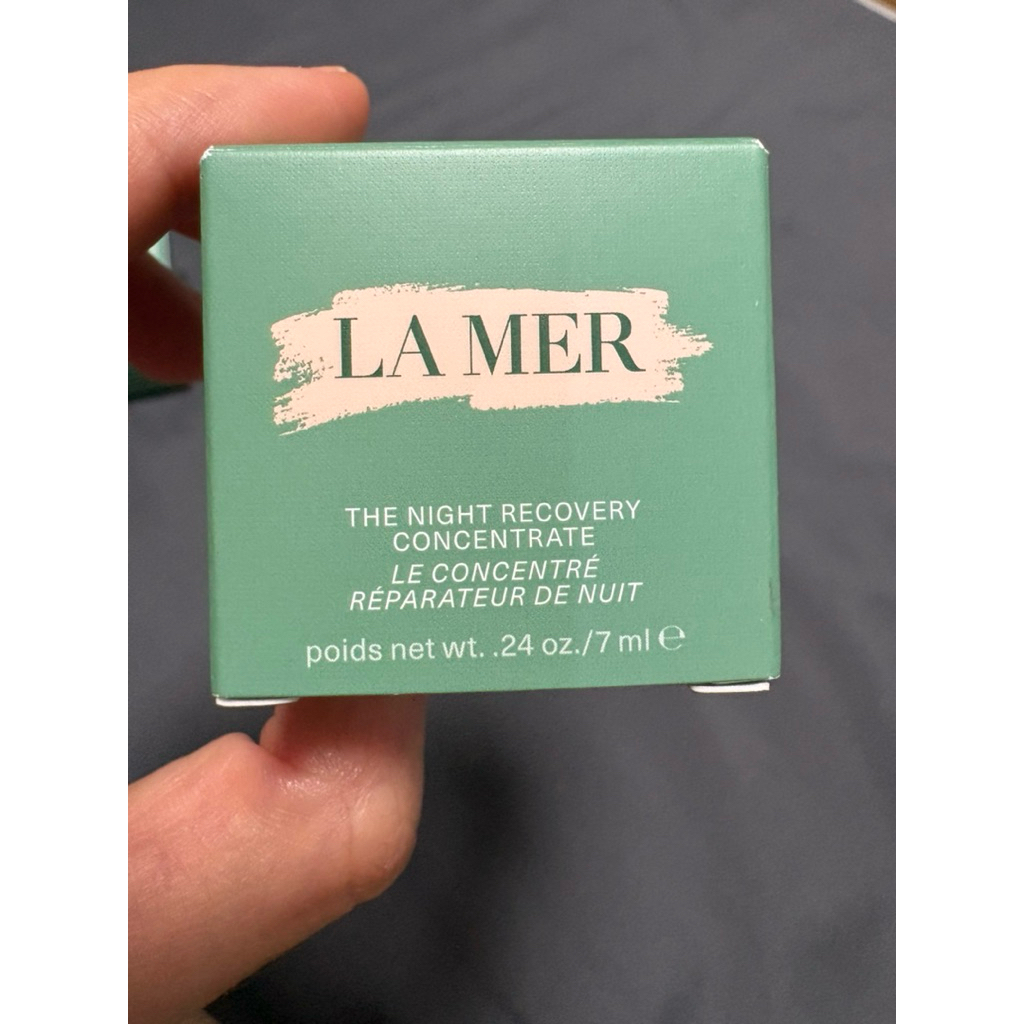 LA MER
THE NIGHT RECOVERY
CONCENTRATE
LE CONCENTRÉ
RÉPARATEUR DE NUIT
poids net wt. .24 oz./7 ml ℮